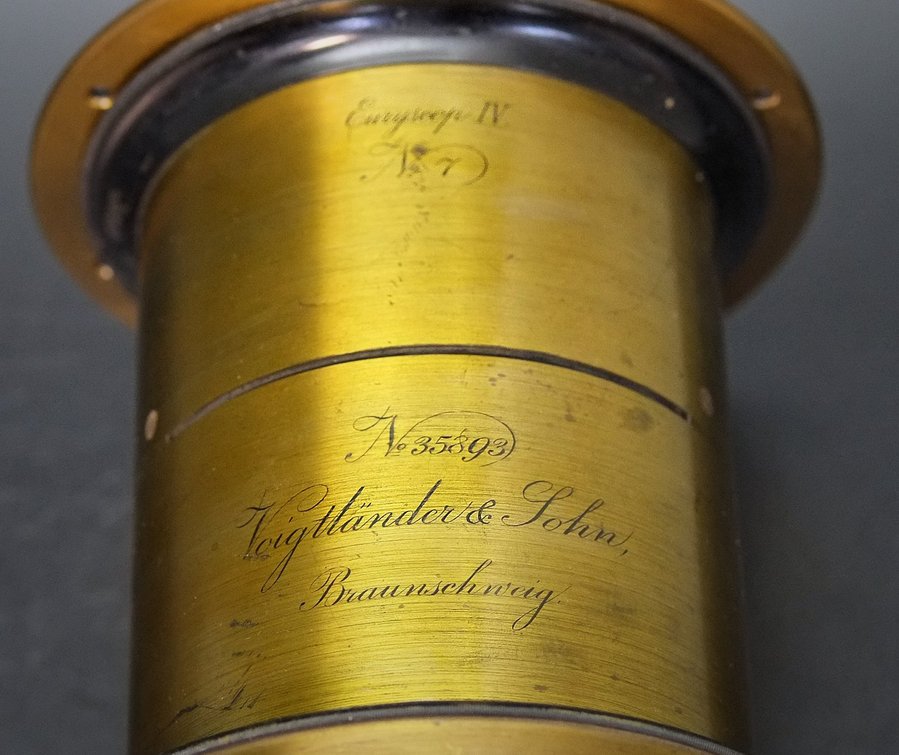 Euryscop IV.
No 7
No 35893
Voigtländer & Sohn,
Braunschweig.